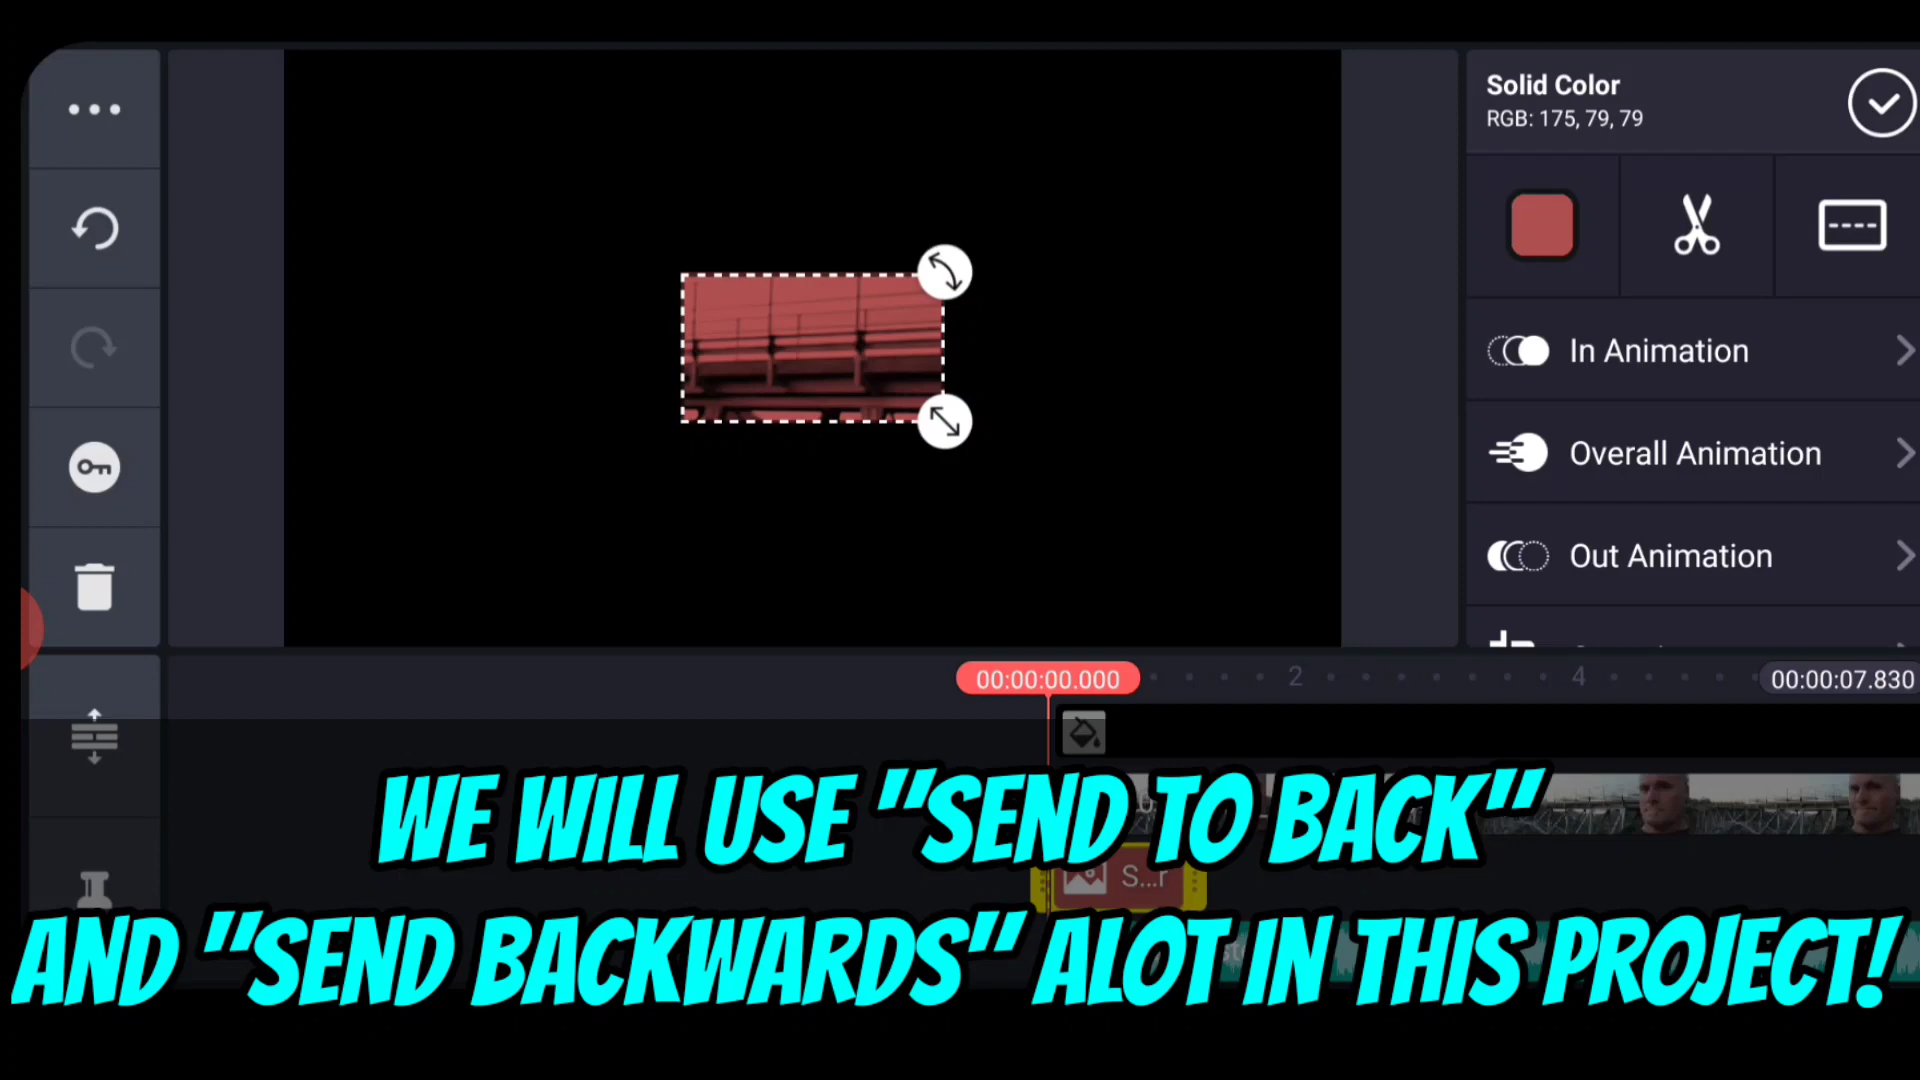 Solid Color
RGB: 175, 79, 79
In Animation
Overall Animation
Out Animation
00:00:00.000
2
4
00:00:07.830
WE WILL USE "SEND TO BACK"
S...r
AND "SEND BACKWARDS" ALOT IN THIS PROJECT!